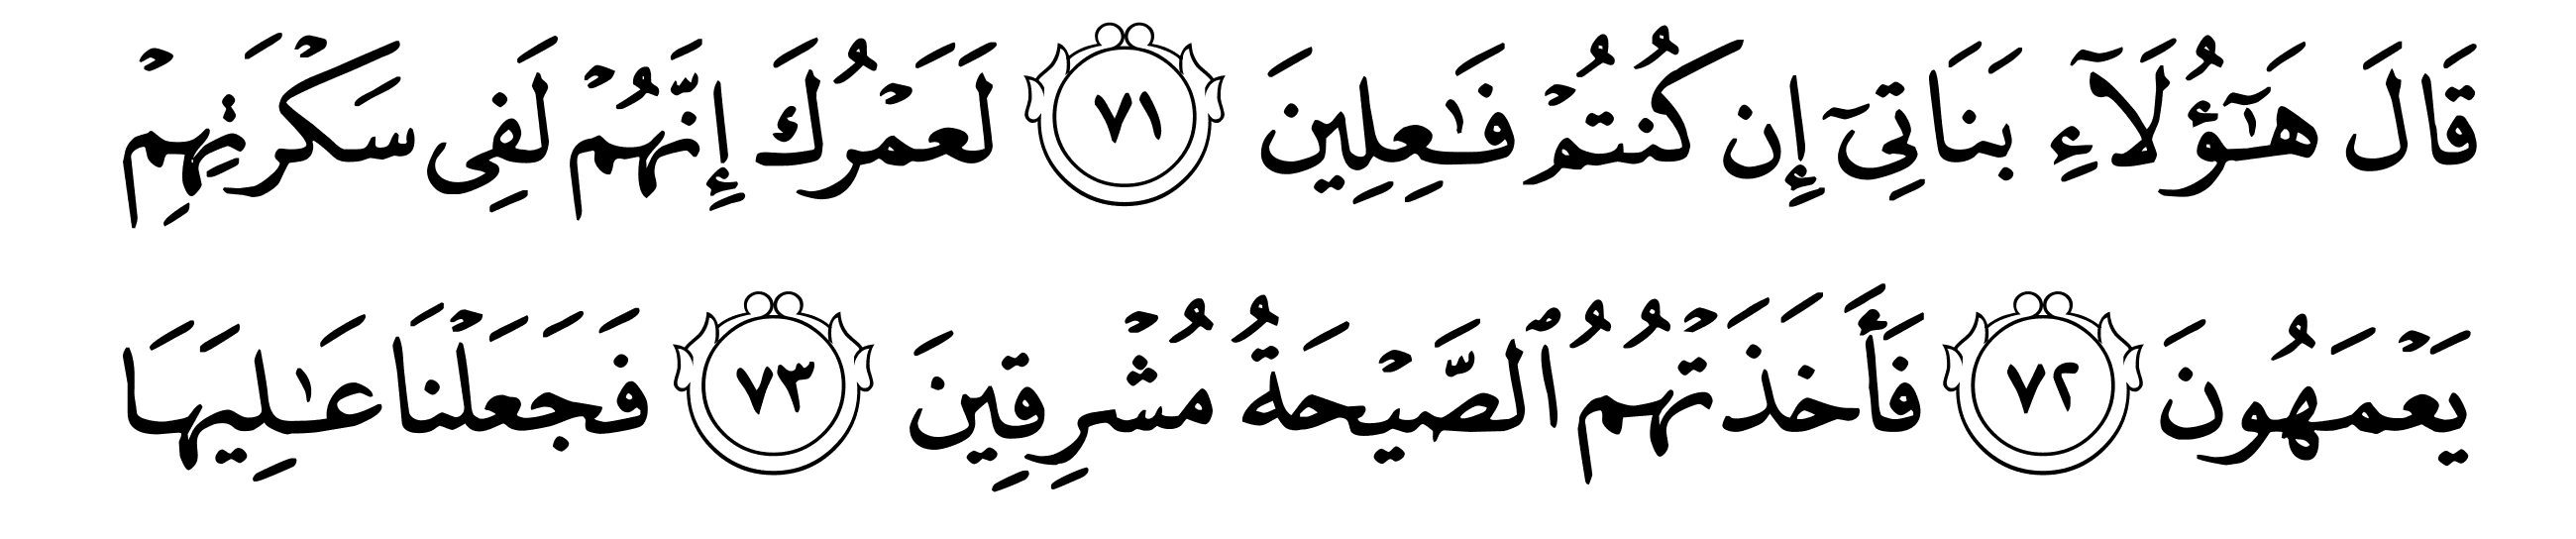 قَالَ هَـٰٓؤُلَآءِ بَنَاتِىٓ إِن كُنتُمْ فَـٰعِلِينَ ٧١ لَعَمْرُكَ إِنَّهُمْ لَفِى سَكْرَتِهِمْ
يَعْمَهُونَ ٧٢ فَأَخَذَتْهُمُ ٱلصَّيْحَةُ مُشْرِقِينَ ٧٣ فَجَعَلْنَا عَـٰلِيَهَا